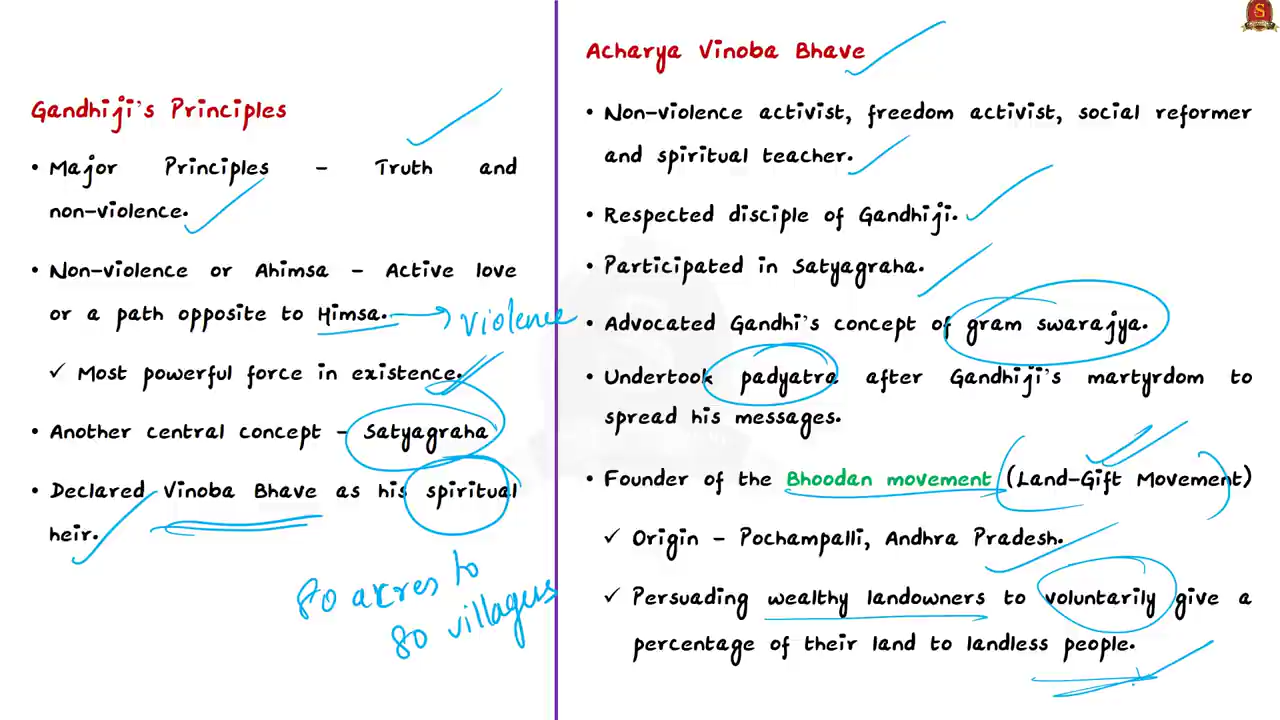 Gandhiji's Principles
• Major Principles - Truth and
non-violence.
• Non-violence or Ahimsa - Active love
or a path opposite to Himsa. → violence
✓ Most powerful force in existence.
• Another central concept - Satyagraha
• Declared Vinoba Bhave as his spiritual
heir.
80 acres to
80 villagers
Acharya Vinoba Bhave
• Non-violence activist, freedom activist, social reformer
and spiritual teacher.
• Respected disciple of Gandhiji.
• Participated in Satyagraha.
• Advocated Gandhi's concept of gram swarajya.
• Undertook padyatra after Gandhiji's martyrdom to
spread his messages.
• Founder of the Bhoodan movement (Land-Gift Movement)
✓ Origin - Pochampalli, Andhra Pradesh.
✓ Persuading wealthy landowners to voluntarily give a
percentage of their land to landless people.